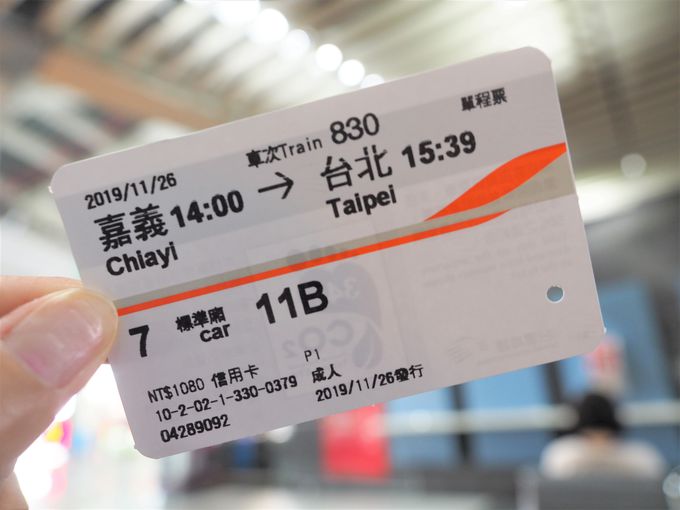 單程票
車次Train 830
2019/11/26
嘉義 14:00 → 台北 15:39
Chiayi Taipei
7 標準廂 car 11B
NT$1080 信用卡 P1 成人
10-2-02-1-330-0379 2019/11/26發行
04289092
CO2